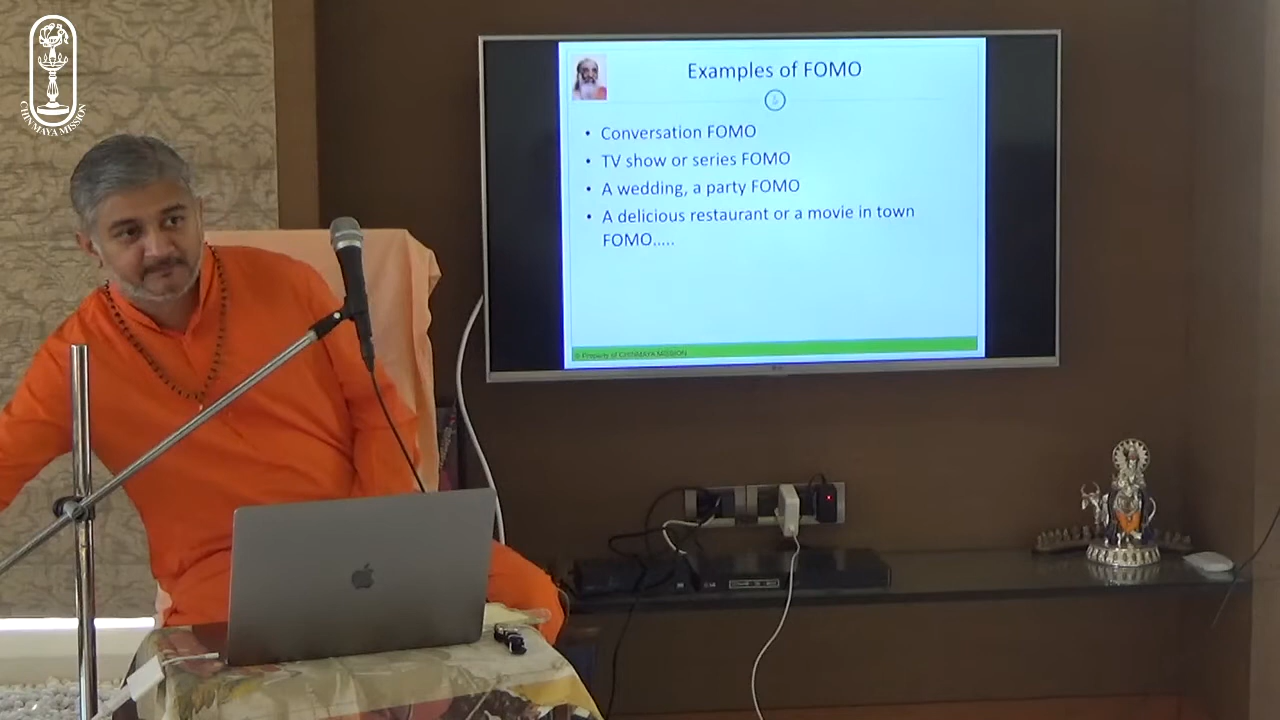 CHINMAYA MISSION
Examples of FOMO
• Conversation FOMO
• TV show or series FOMO
• A wedding, a party FOMO
• A delicious restaurant or a movie in town
FOMO.....
© Property of CHINMAYA MISSION
LG